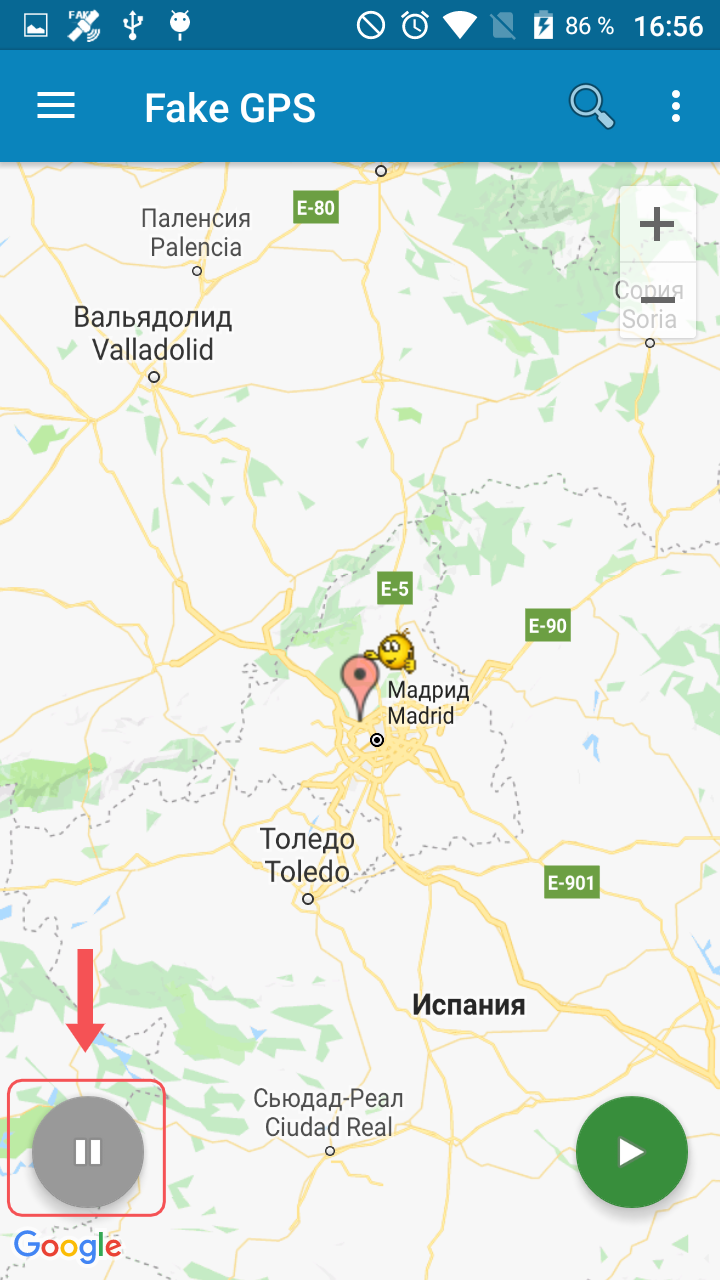 FAKE
86 %
16:56
Fake GPS
E-80
Паленсия
Palencia
Сория
Soria
Вальядолид
Valladolid
E-5
E-90
Мадрид
Madrid
Толедо
Toledo
E-901
Испания
Сьюдад-Реал
Ciudad Real
Google